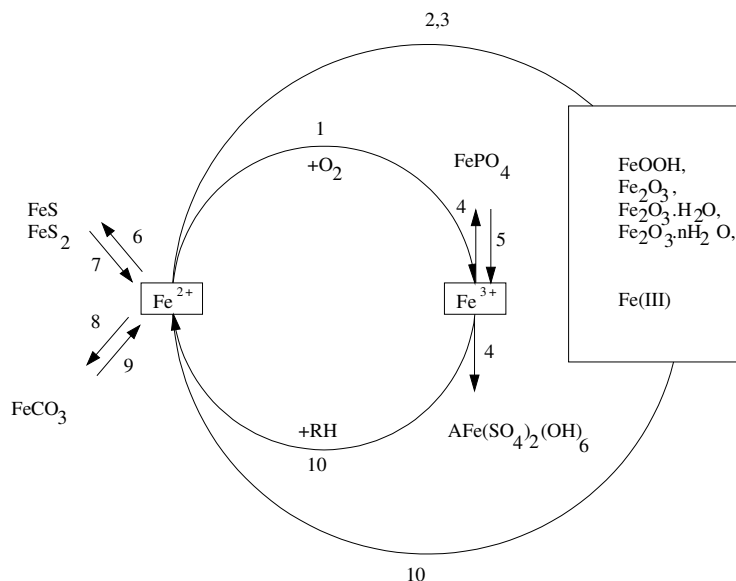 2,3
1
+O2
FePO4
4
5
FeOOH,
Fe2O3,
Fe2O3.H2O,
Fe2O3.nH2 O,
Fe(III)
FeS
FeS2
6
7
Fe2+
Fe3+
8
9
4
FeCO3
+RH
10
AFe(SO4)2(OH)6
10